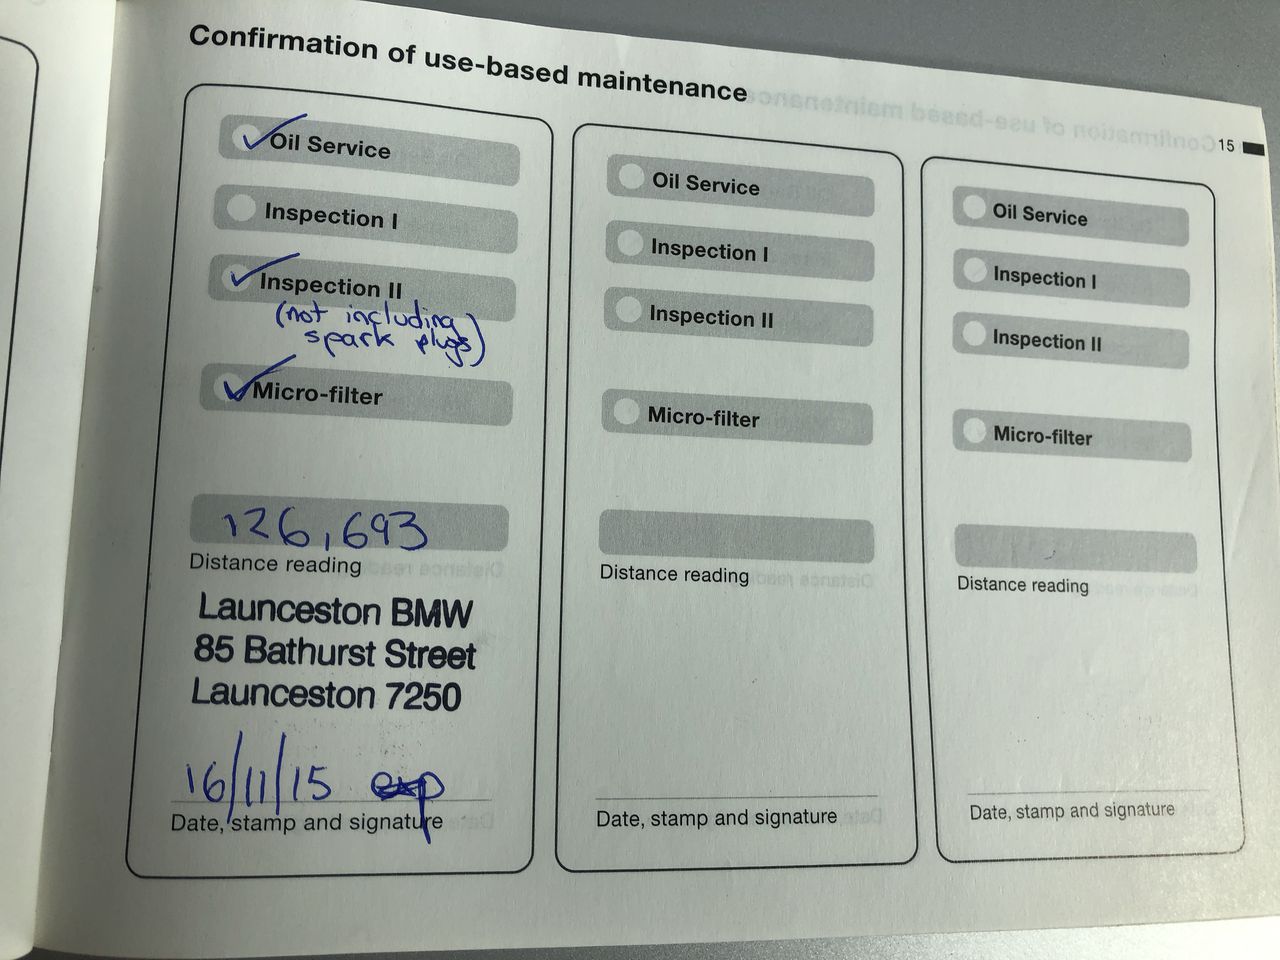 Confirmation of use-based maintenance
15
Oil Service
Inspection I
Inspection II
(not including
spark plugs)
Micro-filter
126,693
Distance reading
Launceston BMW
85 Bathurst Street
Launceston 7250
16/11/15
Date, stamp and signature
Oil Service
Inspection I
Inspection II
Micro-filter
Distance reading
Date, stamp and signature
Oil Service
Inspection I
Inspection II
Micro-filter
Distance reading
Date, stamp and signature